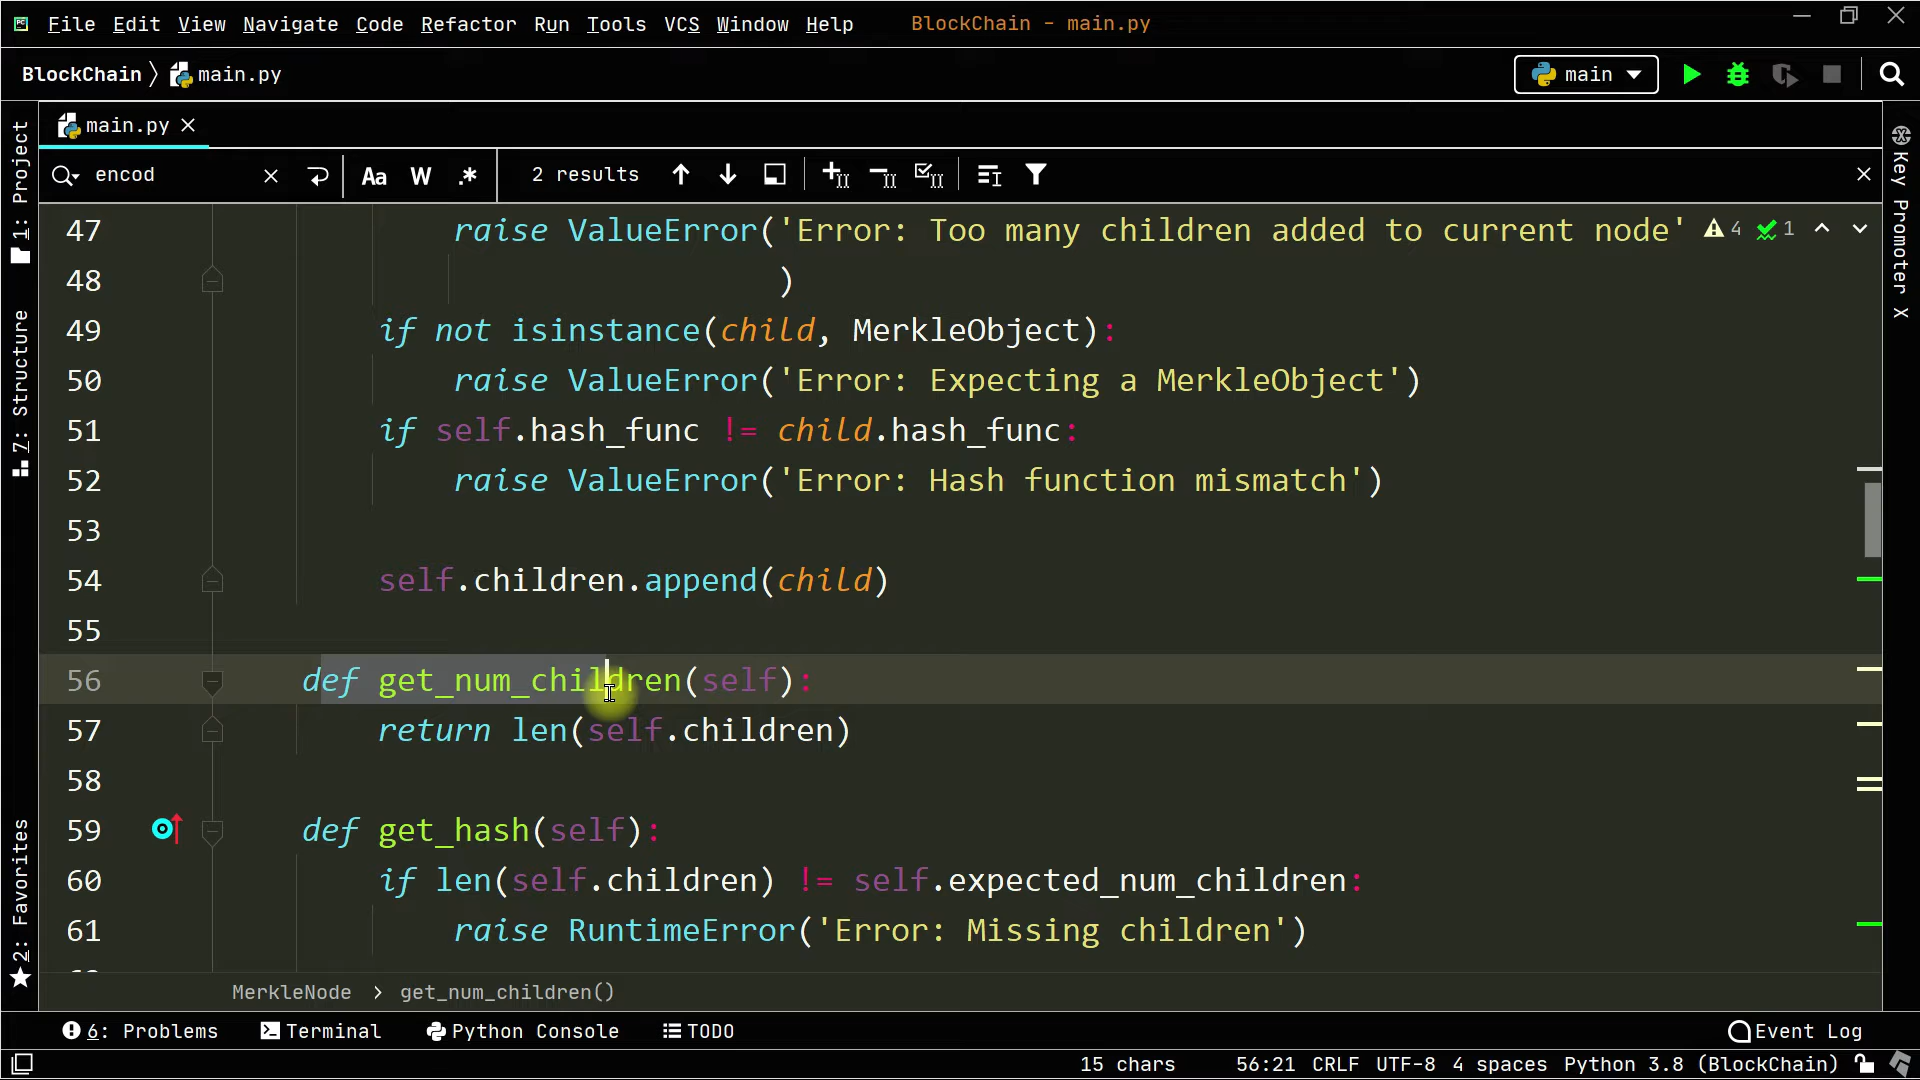 File Edit View Navigate Code Refactor Run Tools VCS Window Help BlockChain - main.py
BlockChain main.py main
main.py
encod Aa W .* 2 results
47 raise ValueError('Error: Too many children added to current node' 4 1
48 )
49 if not isinstance(child, MerkleObject):
50 raise ValueError('Error: Expecting a MerkleObject')
51 if self.hash_func != child.hash_func:
52 raise ValueError('Error: Hash function mismatch')
53
54 self.children.append(child)
55
56 def get_num_children(self):
57 return len(self.children)
58
59 def get_hash(self):
60 if len(self.children) != self.expected_num_children:
61 raise RuntimeError('Error: Missing children')
MerkleNode > get_num_children()
1: Project
7: Structure
2: Favorites
Key Promoter X
6: Problems Terminal Python Console TODO Event Log
15 chars 56:21 CRLF UTF-8 4 spaces Python 3.8 (BlockChain)